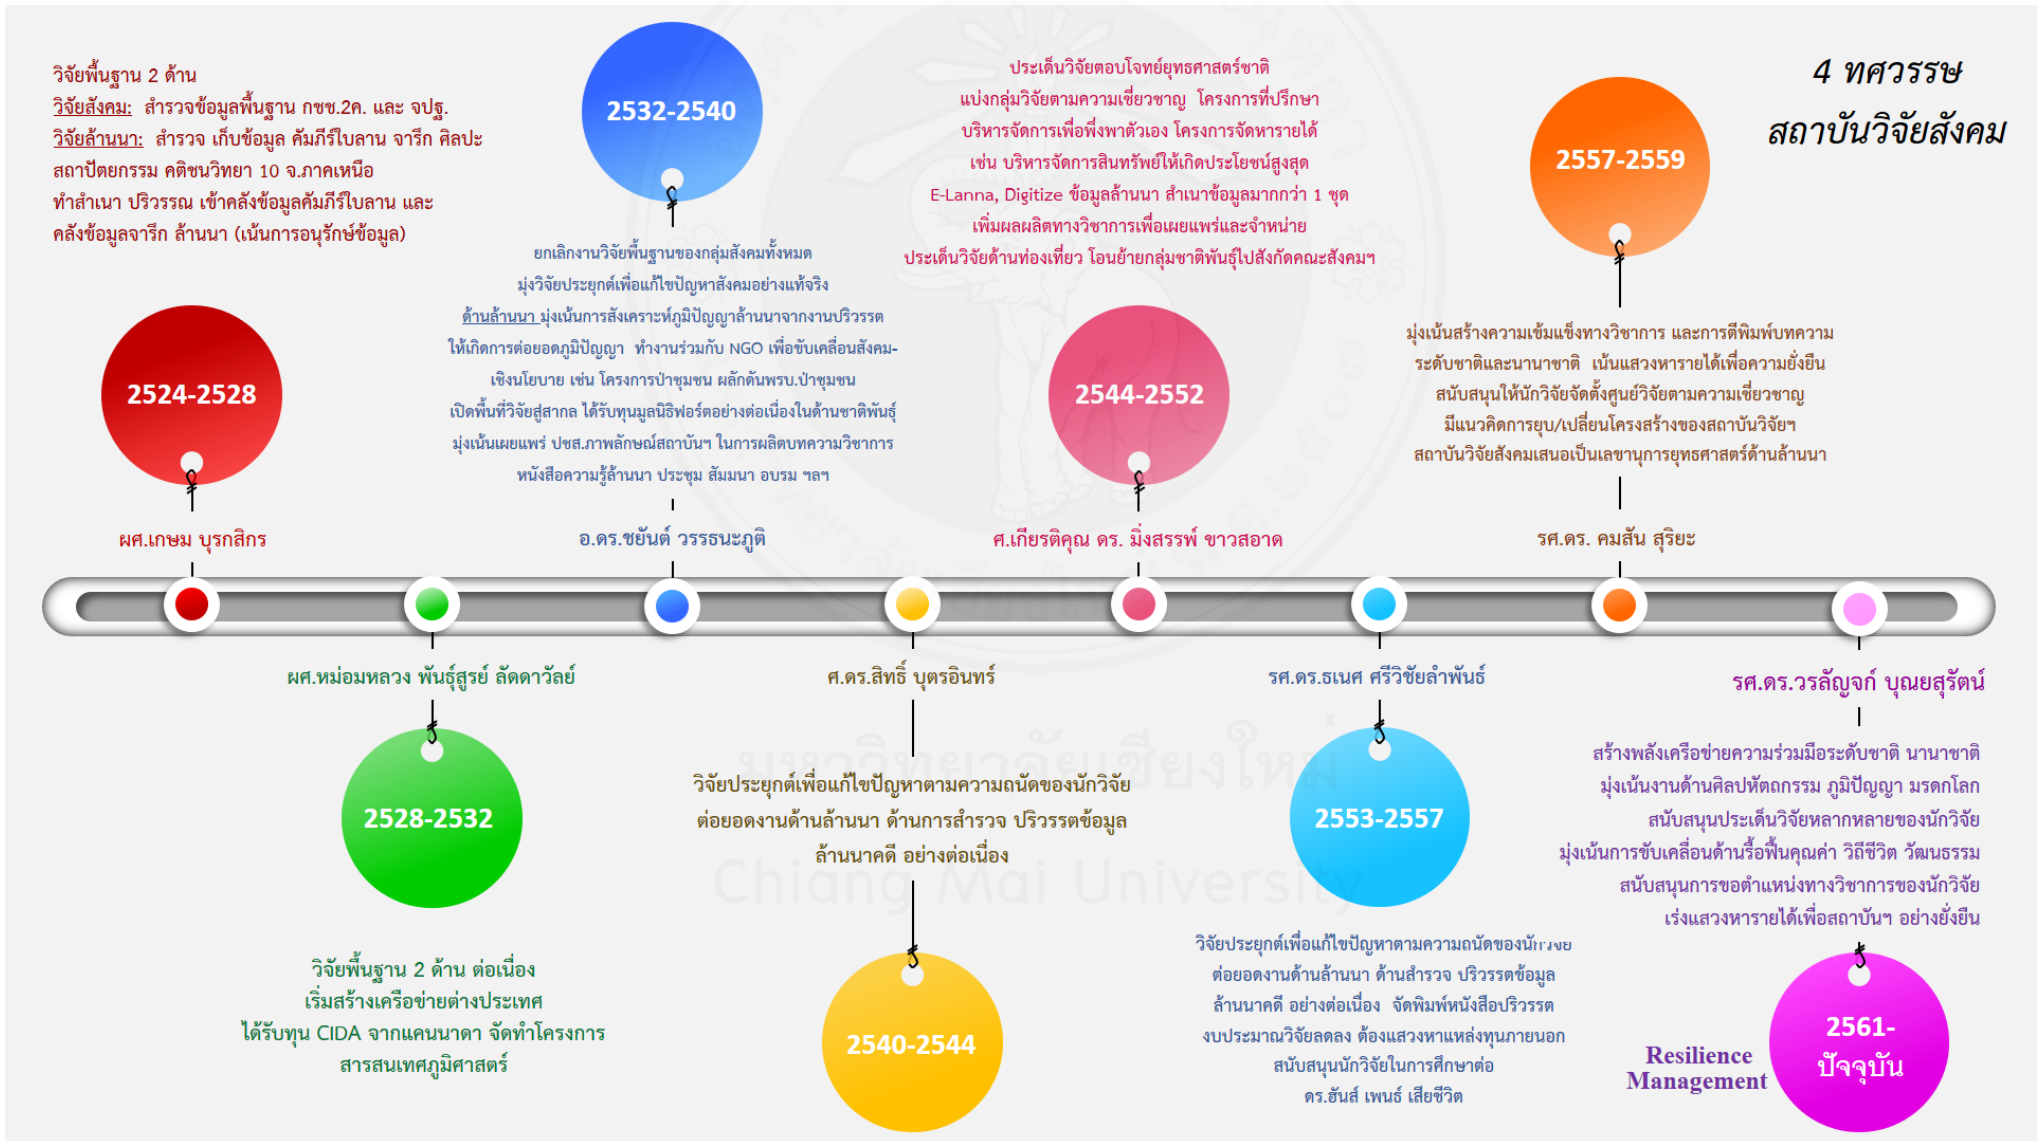 4 ทศวรรษ
สถาบันวิจัยสังคม
วิจัยพื้นฐาน 2 ด้าน
วิจัยสังคม: สำรวจข้อมูลพื้นฐาน กชช.2ค. และ จปฐ.
วิจัยล้านนา: สำรวจ เก็บข้อมูล คัมภีร์ใบลาน จารึก ศิลปะ
สถาปัตยกรรม คติชนวิทยา 10 จ.ภาคเหนือ
ทำสำเนา ปริวรรณ เข้าคลังข้อมูลคัมภีร์ใบลาน และ
คลังข้อมูลจารึก ล้านนา (เน้นการอนุรักษ์ข้อมูล)
2524-2528
ผศ.เกษม บุรกสิกร
ผศ.หม่อมหลวง พันธุ์สูรย์ ลัดดาวัลย์
2528-2532
วิจัยพื้นฐาน 2 ด้าน ต่อเนื่อง
เริ่มสร้างเครือข่ายต่างประเทศ
ได้รับทุน CIDA จากแคนนาดา จัดทำโครงการ
สารสนเทศภูมิศาสตร์
2532-2540
ยกเลิกงานวิจัยพื้นฐานของกลุ่มสังคมทั้งหมด
มุ่งวิจัยประยุกต์เพื่อแก้ไขปัญหาสังคมอย่างแท้จริง
ด้านล้านนา มุ่งเน้นการสังเคราะห์ภูมิปัญญาล้านนาจากงานปริวรรต
ให้เกิดการต่อยอดภูมิปัญญา ทำงานร่วมกับ NGO เพื่อขับเคลื่อนสังคม-
เชิงนโยบาย เช่น โครงการป่าชุมชน ผลักดันพรบ.ป่าชุมชน
เปิดพื้นที่วิจัยสู่สากล ได้รับทุนมูลนิธิฟอร์ดอย่างต่อเนื่องในด้านชาติพันธุ์
มุ่งเน้นเผยแพร่ ปชส.ภาพลักษณ์สถาบันฯ ในการผลิตบทความวิชาการ
หนังสือความรู้ล้านนา ประชุม สัมมนา อบรม ฯลฯ
อ.ดร.ชยันต์ วรรธนะภูติ
ศ.ดร.สิทธิ์ บุตรอินทร์
วิจัยประยุกต์เพื่อแก้ไขปัญหาตามความถนัดของนักวิจัย
ต่อยอดงานด้านล้านนา ด้านการสำรวจ ปริวรรตข้อมูล
ล้านนาคดี อย่างต่อเนื่อง
2540-2544
ประเด็นวิจัยตอบโจทย์ยุทธศาสตร์ชาติ
แบ่งกลุ่มวิจัยตามความเชี่ยวชาญ โครงการที่ปรึกษา
บริหารจัดการเพื่อพึ่งพาตัวเอง โครงการจัดหารายได้
เช่น บริหารจัดการสินทรัพย์ให้เกิดประโยชน์สูงสุด
E-Lanna, Digitize ข้อมูลล้านนา สำเนาข้อมูลมากกว่า 1 ชุด
เพิ่มผลผลิตทางวิชาการเพื่อเผยแพร่และจำหน่าย
ประเด็นวิจัยด้านท่องเที่ยว โอนย้ายกลุ่มชาติพันธุ์ไปสังกัดคณะสังคมฯ
2544-2552
ศ.เกียรติคุณ ดร. มิ่งสรรพ์ ขาวสอาด
รศ.ดร.ธเนศ ศรีวิชัยลำพันธ์
2553-2557
วิจัยประยุกต์เพื่อแก้ไขปัญหาตามความถนัดของนักวิจัย
ต่อยอดงานด้านล้านนา ด้านสำรวจ ปริวรรตข้อมูล
ล้านนาคดี อย่างต่อเนื่อง จัดพิมพ์หนังสือปริวรรต
งบประมาณวิจัยลดลง ต้องแสวงหาแหล่งทุนภายนอก
สนับสนุนนักวิจัยในการศึกษาต่อ
ดร.ฮันส์ เพนธ์ เสียชีวิต
2557-2559
มุ่งเน้นสร้างความเข้มแข็งทางวิชาการ และการตีพิมพ์บทความ
ระดับชาติและนานาชาติ เน้นแสวงหารายได้เพื่อความยั่งยืน
สนับสนุนให้นักวิจัยจัดตั้งศูนย์วิจัยตามความเชี่ยวชาญ
มีแนวคิดการยุบ/เปลี่ยนโครงสร้างของสถาบันวิจัยฯ
สถาบันวิจัยสังคมเสนอเป็นเลขานุการยุทธศาสตร์ด้านล้านนา
รศ.ดร. คมสัน สุริยะ
รศ.ดร.วรลัญจก์ บุณยสุรัตน์
สร้างพลังเครือข่ายความร่วมมือระดับชาติ นานาชาติ
มุ่งเน้นงานด้านศิลปหัตถกรรม ภูมิปัญญา มรดกโลก
สนับสนุนประเด็นวิจัยหลากหลายของนักวิจัย
มุ่งเน้นการขับเคลื่อนด้านรื้อฟื้นคุณค่า วิถีชีวิต วัฒนธรรม
สนับสนุนการขอตำแหน่งทางวิชาการของนักวิจัย
เร่งแสวงหารายได้เพื่อสถาบันฯ อย่างยั่งยืน
2561-
ปัจจุบัน
Resilience
Management
มหาวิทยาลัยเชียงใหม่
Chiang Mai University